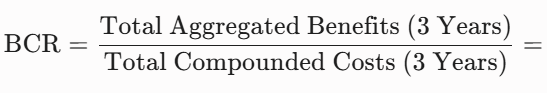 BCR = Total Aggregated Benefits (3 Years) / Total Compounded Costs (3 Years) =